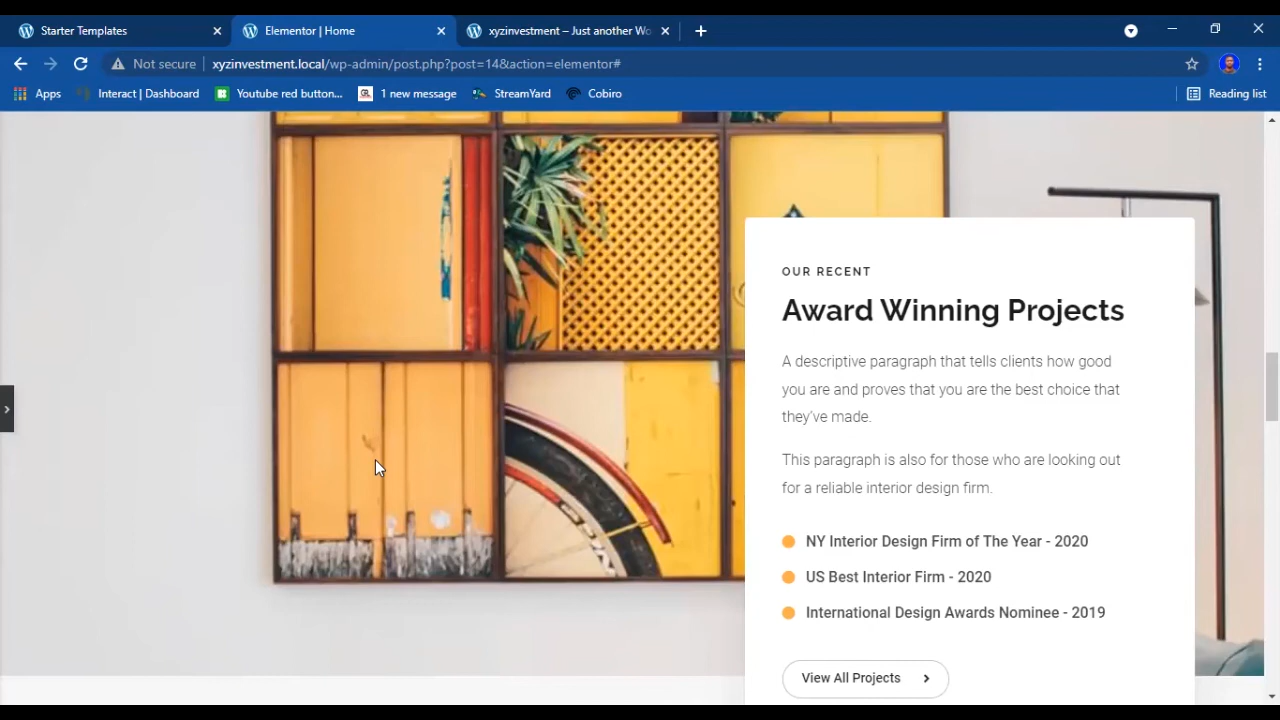 Starter Templates
Elementor | Home
xyzinvestment – Just another Wo
Not secure
xyzinvestment.local/wp-admin/post.php?post=14&action=elementor#
Apps
Interact | Dashboard
Youtube red button...
1 new message
StreamYard
Cobiro
Reading list
OUR RECENT
Award Winning Projects
A descriptive paragraph that tells clients how good
you are and proves that you are the best choice that
they've made.
This paragraph is also for those who are looking out
for a reliable interior design firm.
NY Interior Design Firm of The Year - 2020
US Best Interior Firm - 2020
International Design Awards Nominee - 2019
View All Projects